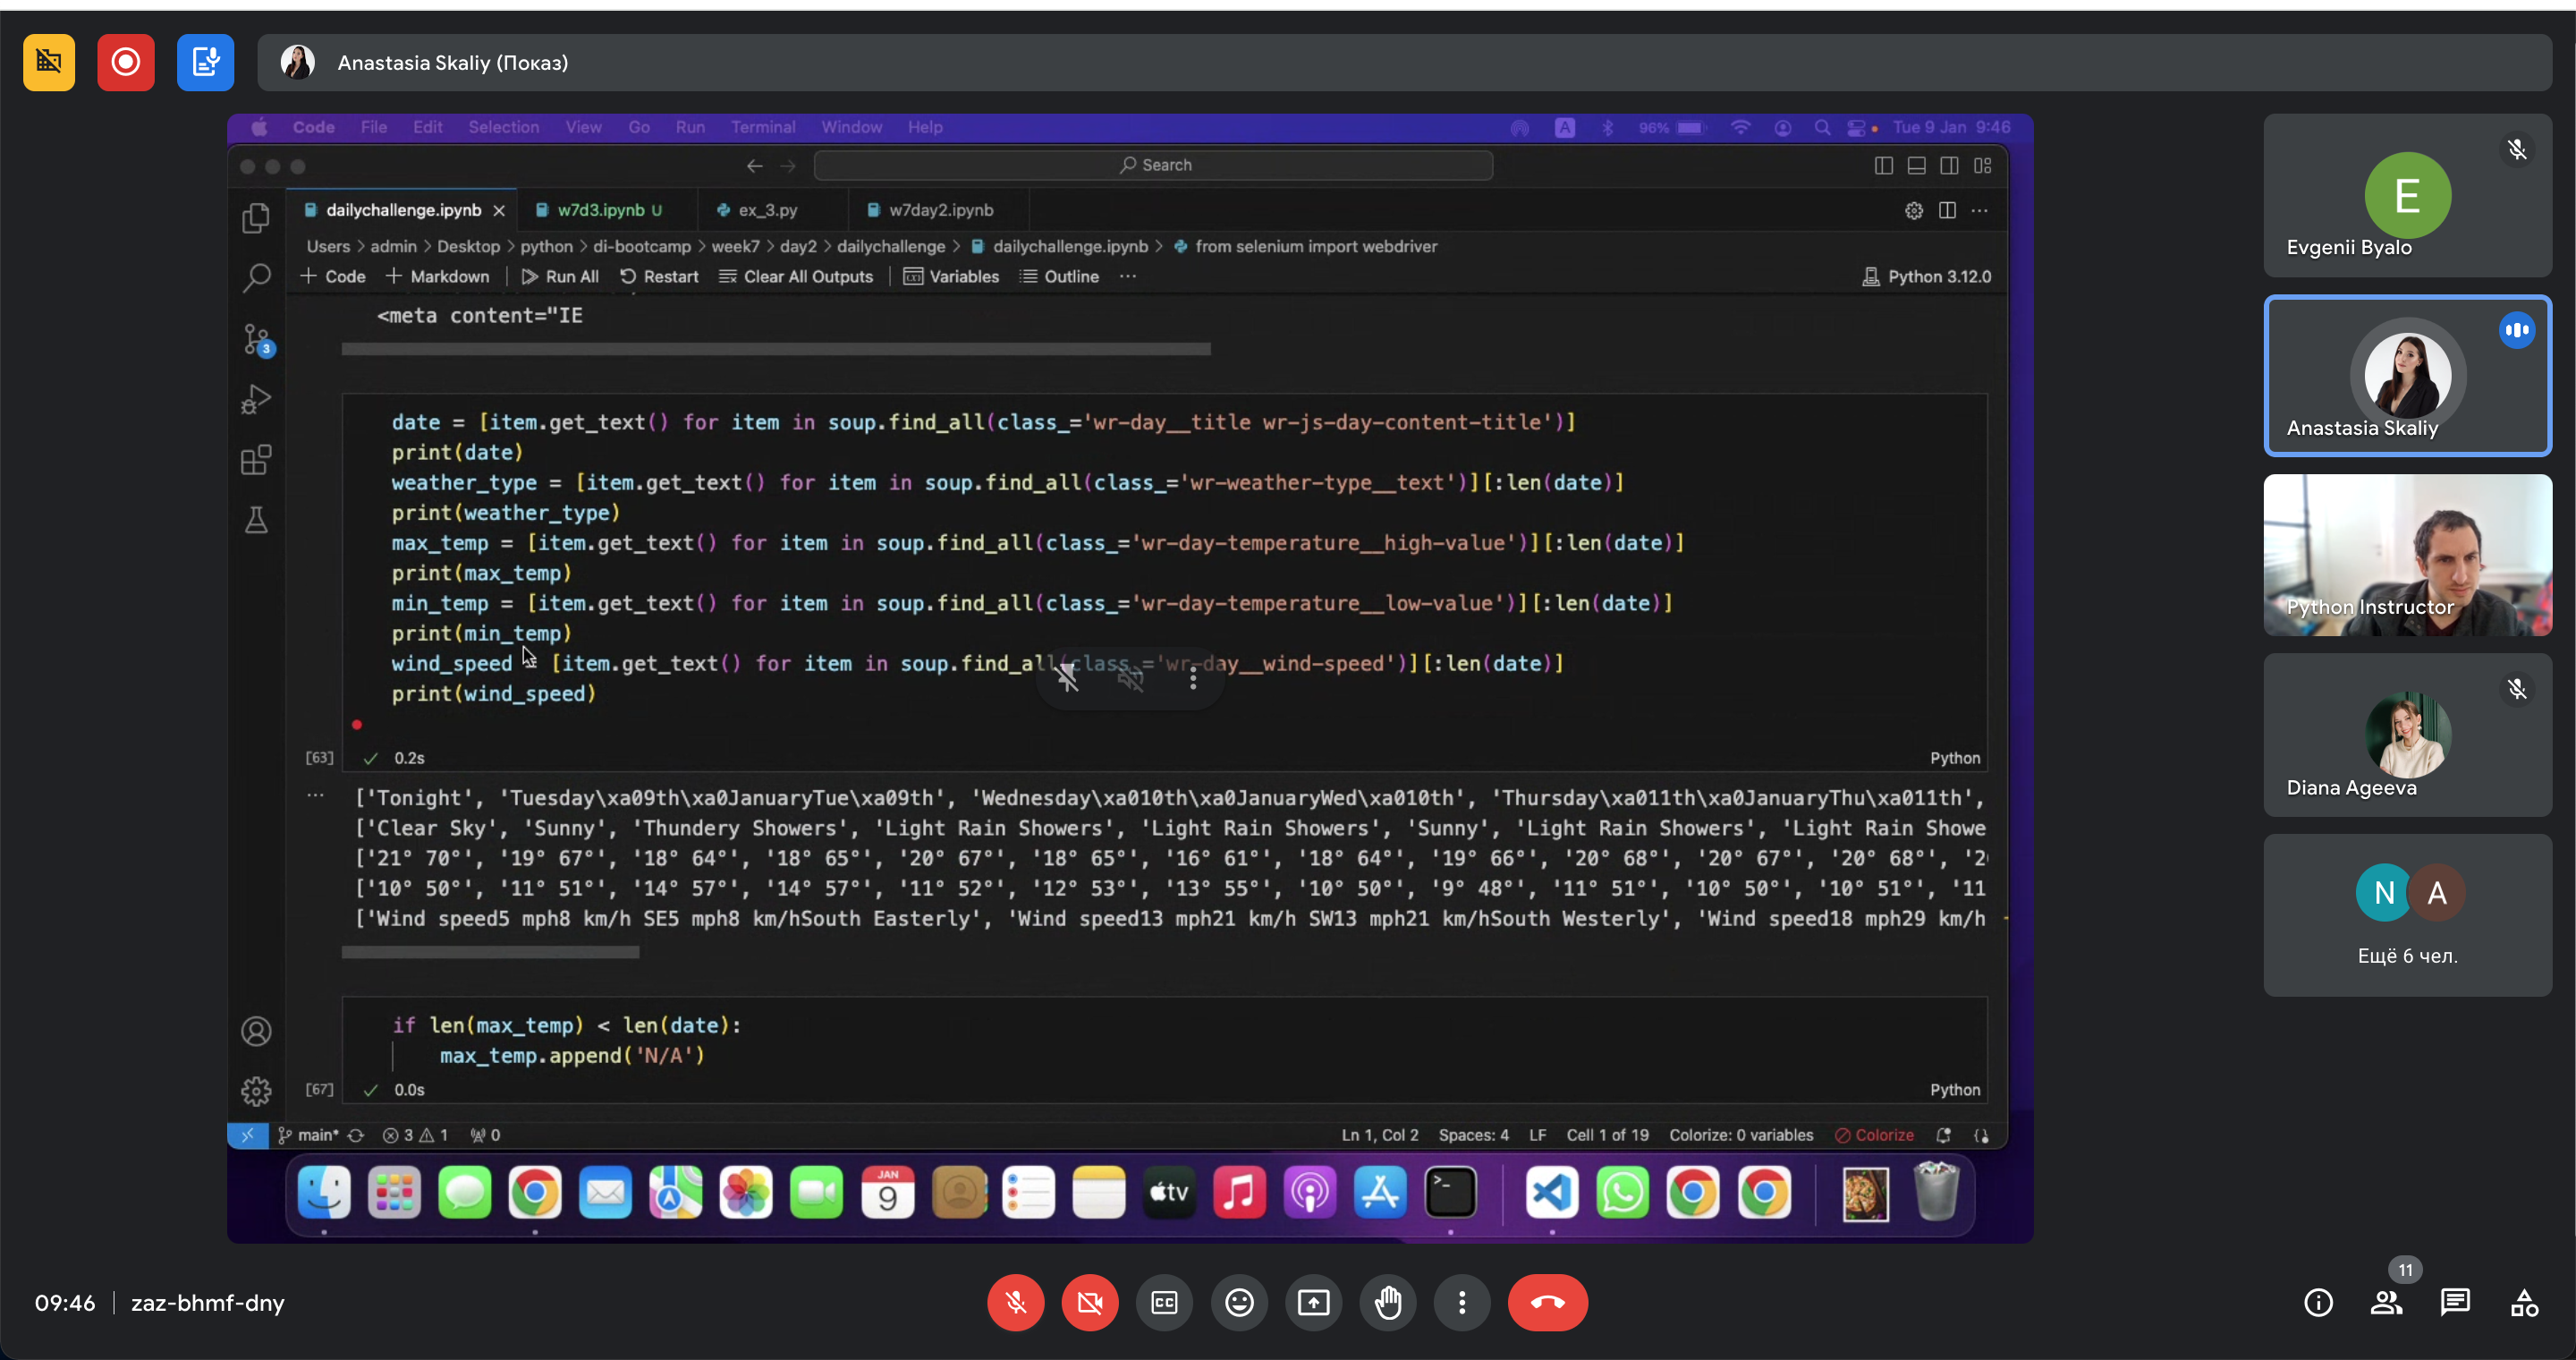 Anastasia Skaliy (Показ)
Code File Edit Selection View Go Run Terminal Window Help
A 96% Tue 9 Jan 9:46
Search
dailychallenge.ipynb w7d3.ipynb U ex_3.py w7day2.ipynb
Users > admin > Desktop > python > di-bootcamp > week7 > day2 > dailychallenge > dailychallenge.ipynb > from selenium import webdriver
+ Code + Markdown Run All Restart Clear All Outputs Variables Outline ... Python 3.12.0
<meta content="IE
3
date = [item.get_text() for item in soup.find_all(class_='wr-day__title wr-js-day-content-title')]
print(date)
weather_type = [item.get_text() for item in soup.find_all(class_='wr-weather-type__text')][:len(date)]
print(weather_type)
max_temp = [item.get_text() for item in soup.find_all(class_='wr-day-temperature__high-value')][:len(date)]
print(max_temp)
min_temp = [item.get_text() for item in soup.find_all(class_='wr-day-temperature__low-value')][:len(date)]
print(min_temp)
wind_speed = [item.get_text() for item in soup.find_all(class_='wr-day__wind-speed')][:len(date)]
print(wind_speed)
[63] 0.2s Python
... ['Tonight', 'Tuesday\xa09th\xa0JanuaryTue\xa09th', 'Wednesday\xa010th\xa0JanuaryWed\xa010th', 'Thursday\xa011th\xa0JanuaryThu\xa011th',
['Clear Sky', 'Sunny', 'Thundery Showers', 'Light Rain Showers', 'Light Rain Showers', 'Sunny', 'Light Rain Showers', 'Light Rain Showe
['21° 70°', '19° 67°', '18° 64°', '18° 65°', '20° 67°', '18° 65°', '16° 61°', '18° 64°', '19° 66°', '20° 68°', '20° 67°', '20° 68°', '2
['10° 50°', '11° 51°', '14° 57°', '14° 57°', '11° 52°', '12° 53°', '13° 55°', '10° 50°', '9° 48°', '11° 51°', '10° 50°', '10° 51°', '11
['Wind speed5 mph8 km/h SE5 mph8 km/hSouth Easterly', 'Wind speed13 mph21 km/h SW13 mph21 km/hSouth Westerly', 'Wind speed18 mph29 km/h
if len(max_temp) < len(date):
max_temp.append('N/A')
[67] 0.0s Python
main* 3 1 0 Ln 1, Col 2 Spaces: 4 LF Cell 1 of 19 Colorize: 0 variables Colorize
JAN
9
tv
>_
E
Evgenii Byalo
Anastasia Skaliy
Python Instructor
Diana Ageeva
N A
Ещё 6 чел.
09:46 | zaz-bhmf-dny
CC
11